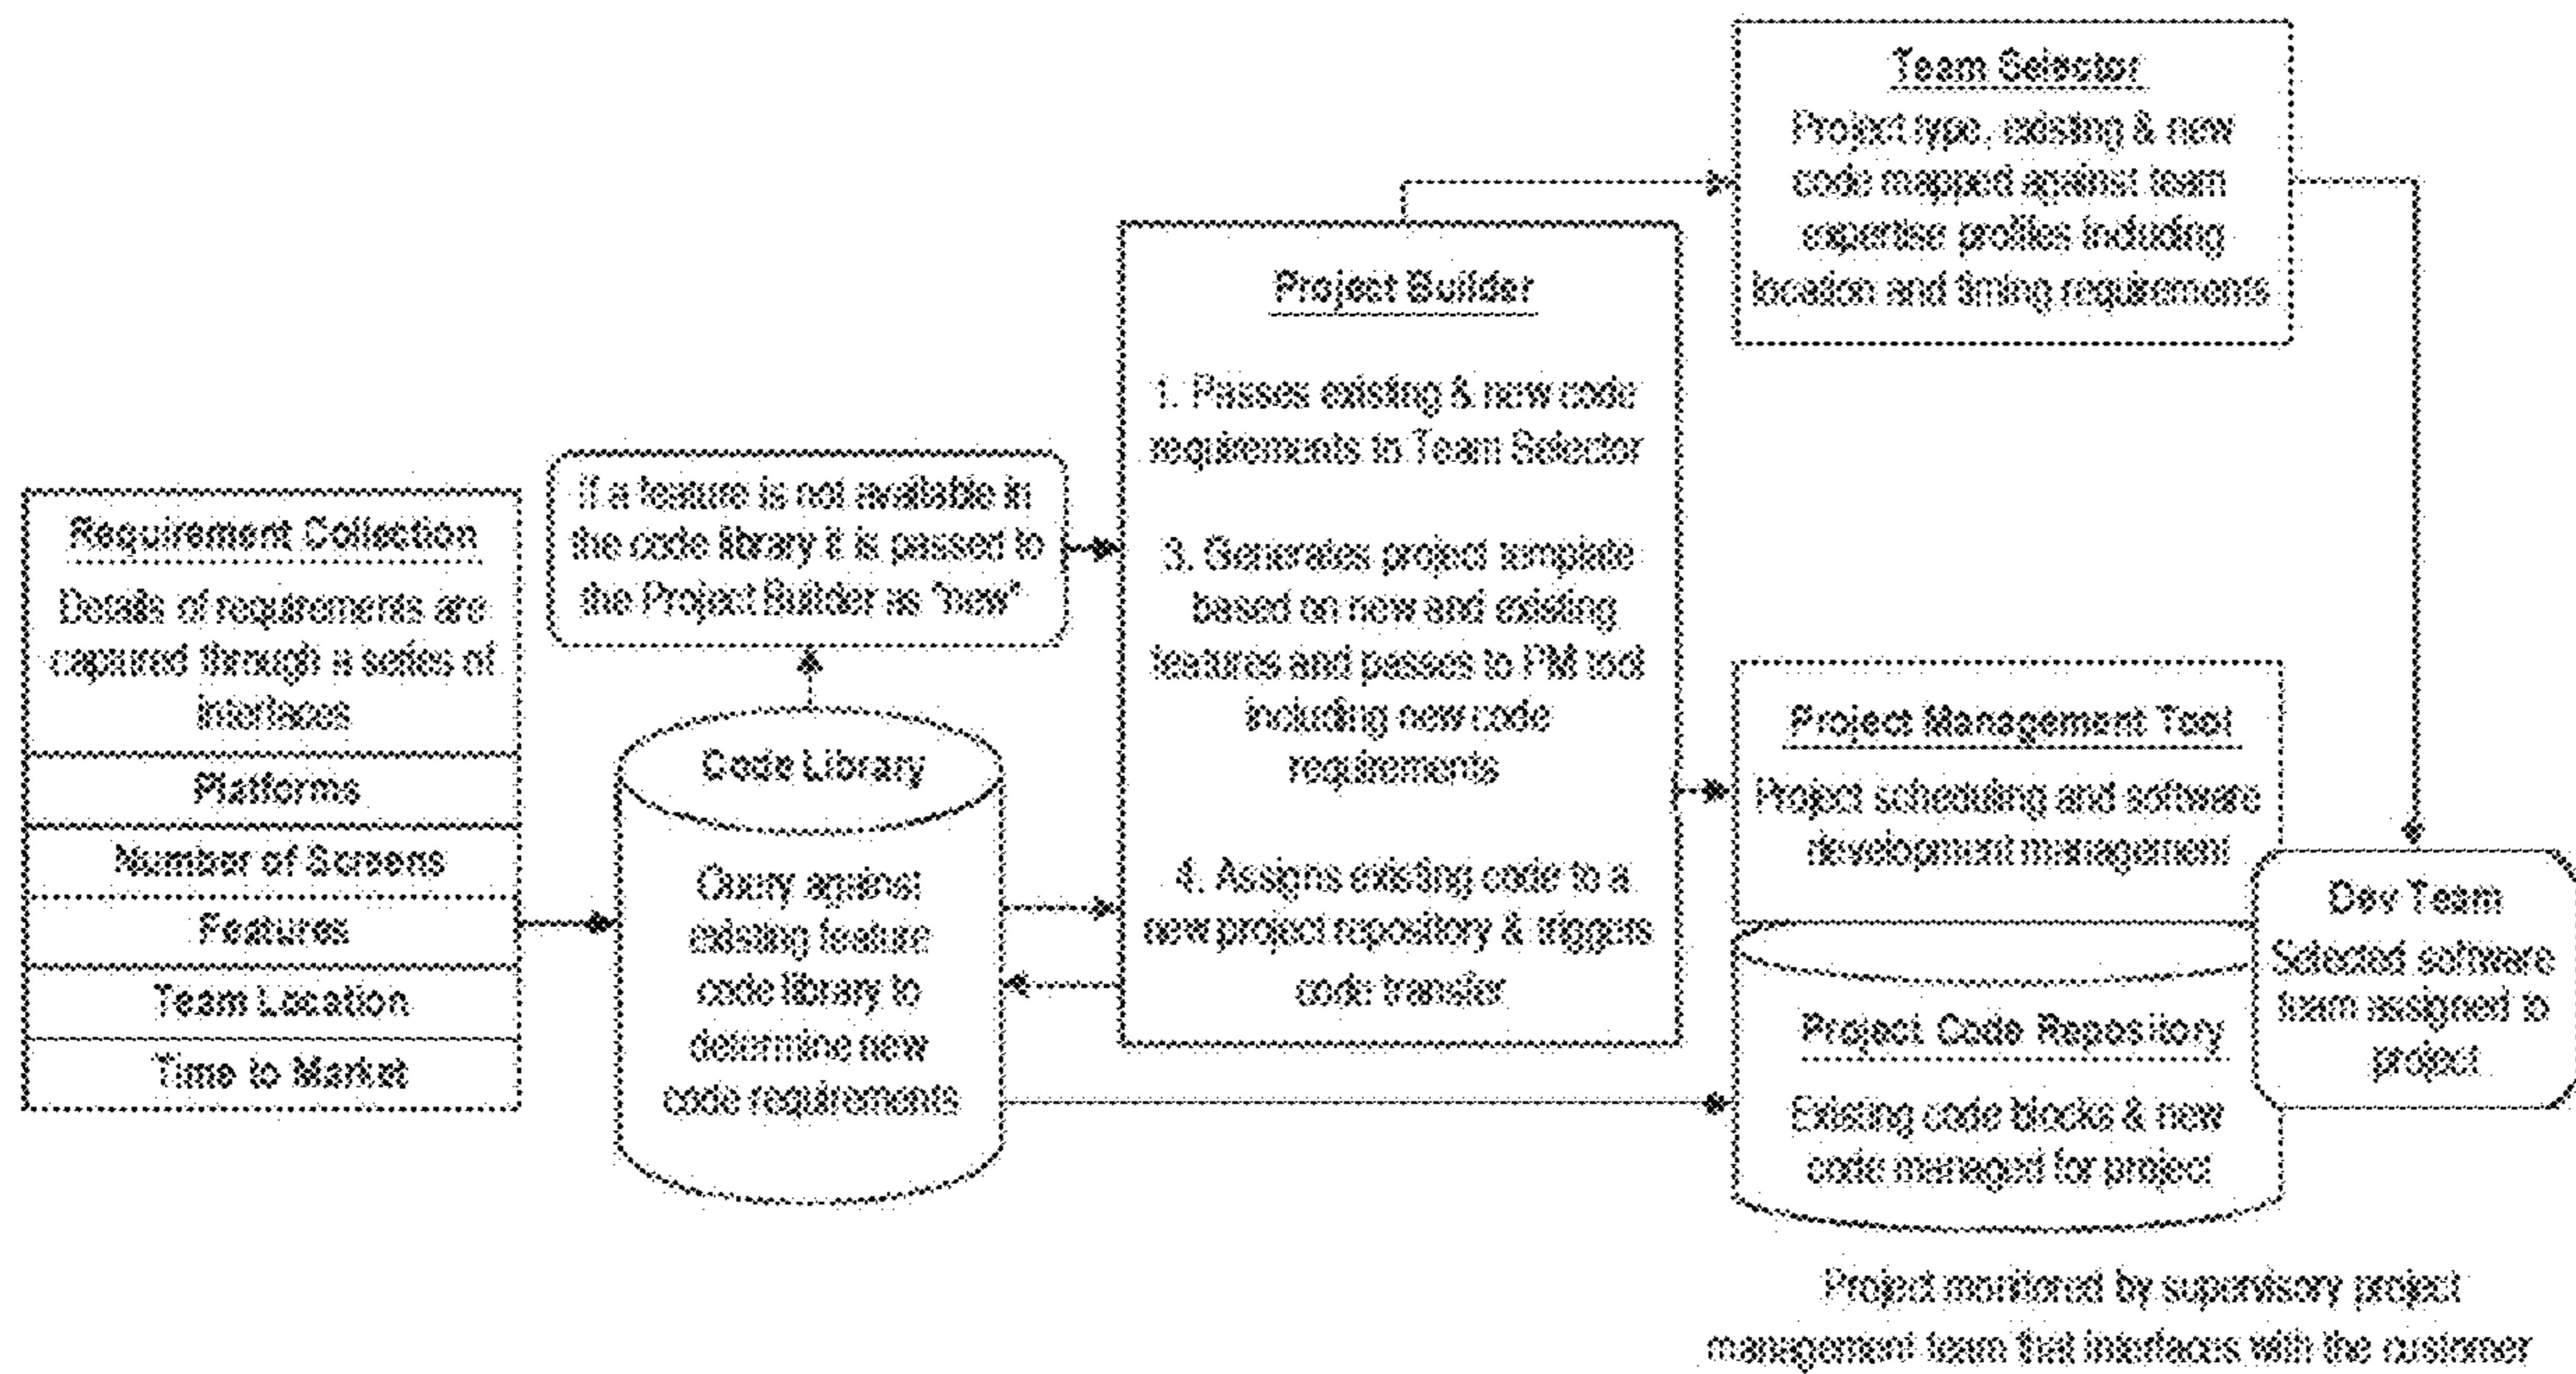 Requirement Collection
Details of requirements are
captured through a series of
interfaces
Platforms
Number of Screens
Features
Team Location
Time to Market
If a feature is not available in
the code library it is passed to
the Project Builder as "new"
Code Library
Query against
existing feature
code library to
determine new
code requirements
Project Builder
1. Passes existing & new code
requirements to Team Selector
3. Generates project template
based on new and existing
features and passes to PM tool
including new code
requirements
4. Assigns existing code to a
new project repository & triggers
code transfer
Team Selector
Project type, existing & new
code mapped against team
expertise profiles including
location and timing requirements
Project Management Tool
Project scheduling and software
development management
Dev Team
Selected software
team assigned to
project
Project Code Repository
Existing code blocks & new
code managed for project
Project monitored by supervisory project
management team that interfaces with the customer